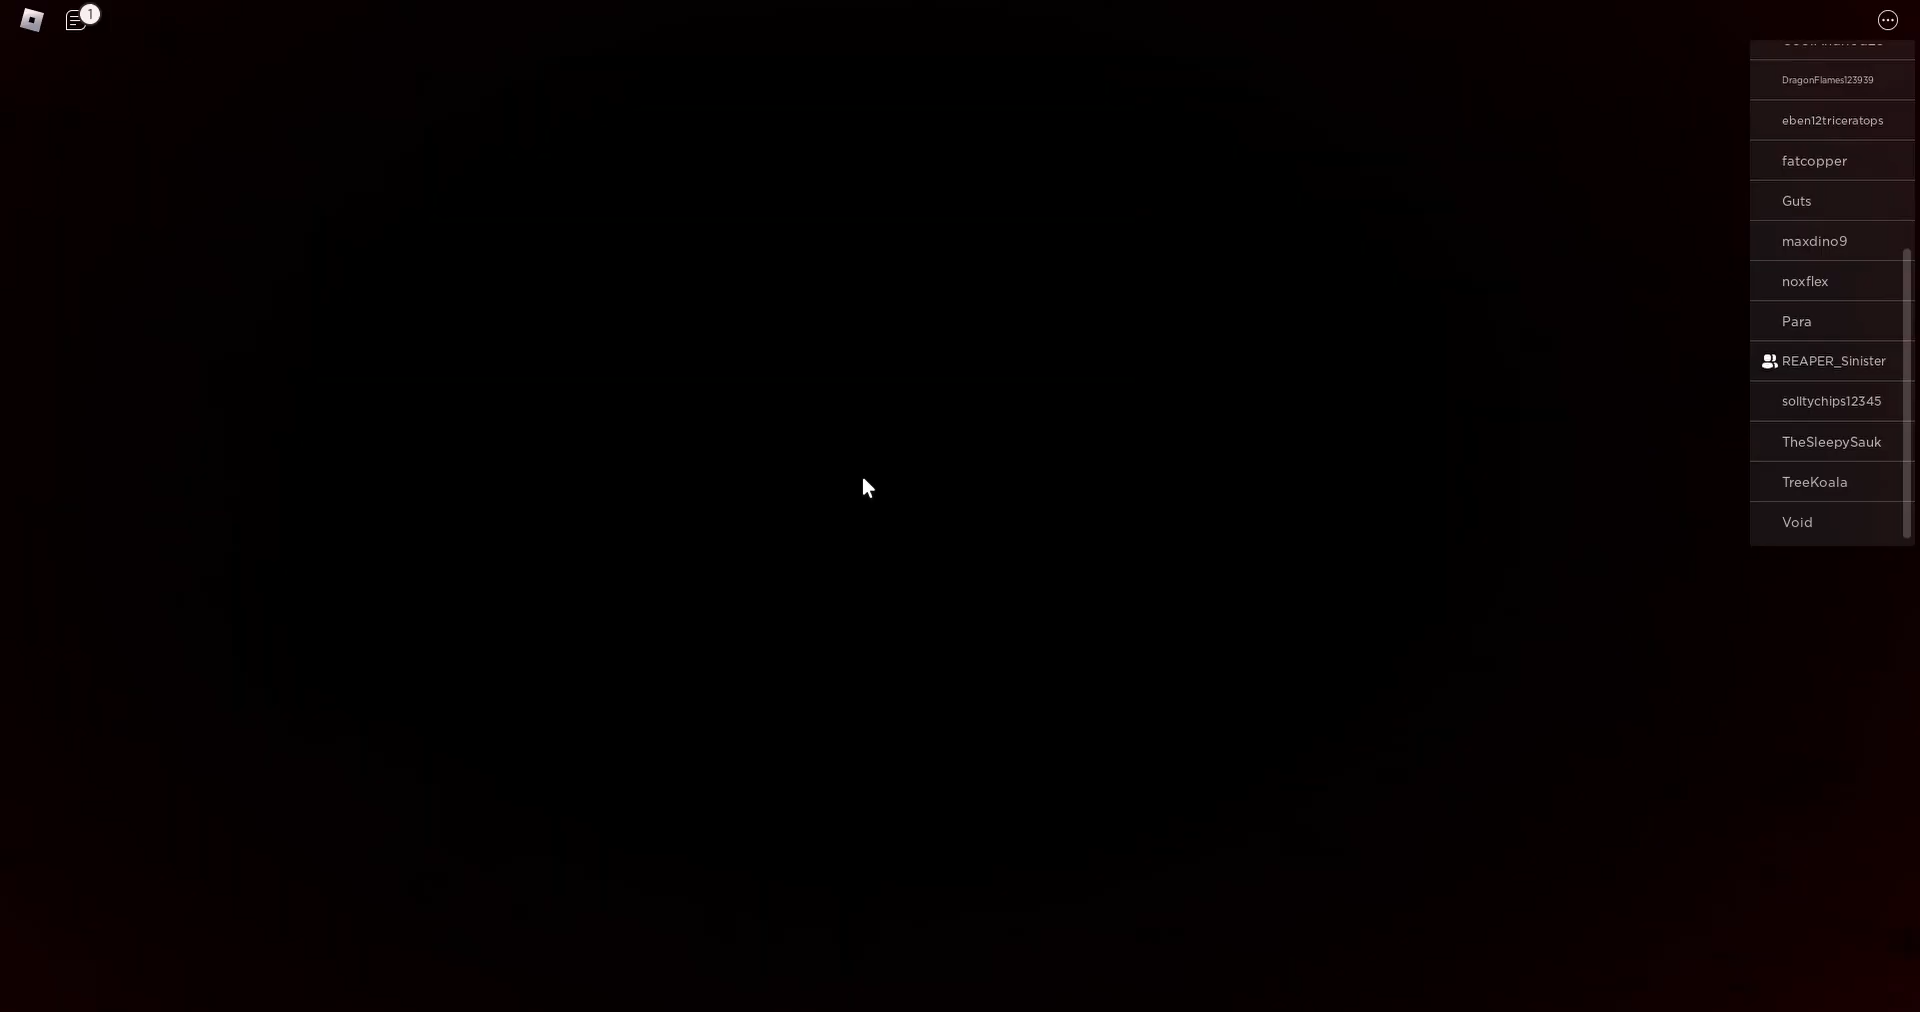 1
DragonFlames123939
eben12triceratops
fatcopper
Guts
maxdino9
noxflex
Para
REAPER_Sinister
solltychips12345
TheSleepySauk
TreeKoala
Void